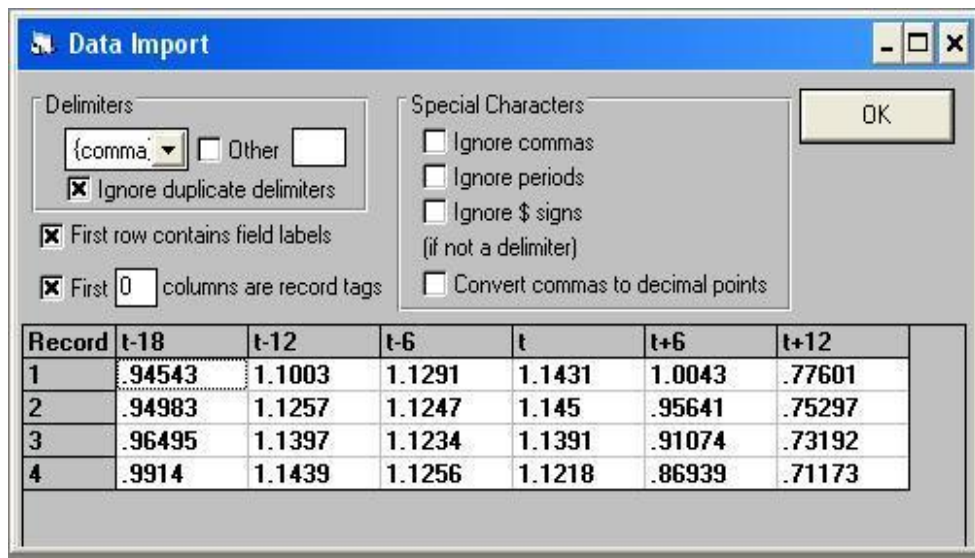 Data Import
Delimiters
{comma} Other
Ignore duplicate delimiters
First row contains field labels
First 0 columns are record tags
Special Characters
Ignore commas
Ignore periods
Ignore $ signs
(if not a delimiter)
Convert commas to decimal points
OK
Record t-18 t-12 t-6 t t+6 t+12
1 .94543 1.1003 1.1291 1.1431 1.0043 .77601
2 .94983 1.1257 1.1247 1.145 .95641 .75297
3 .96495 1.1397 1.1234 1.1391 .91074 .73192
4 .9914 1.1439 1.1256 1.1218 .86939 .71173